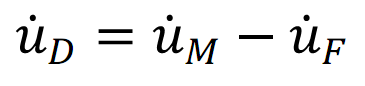 u̇_D = u̇_M − u̇_F